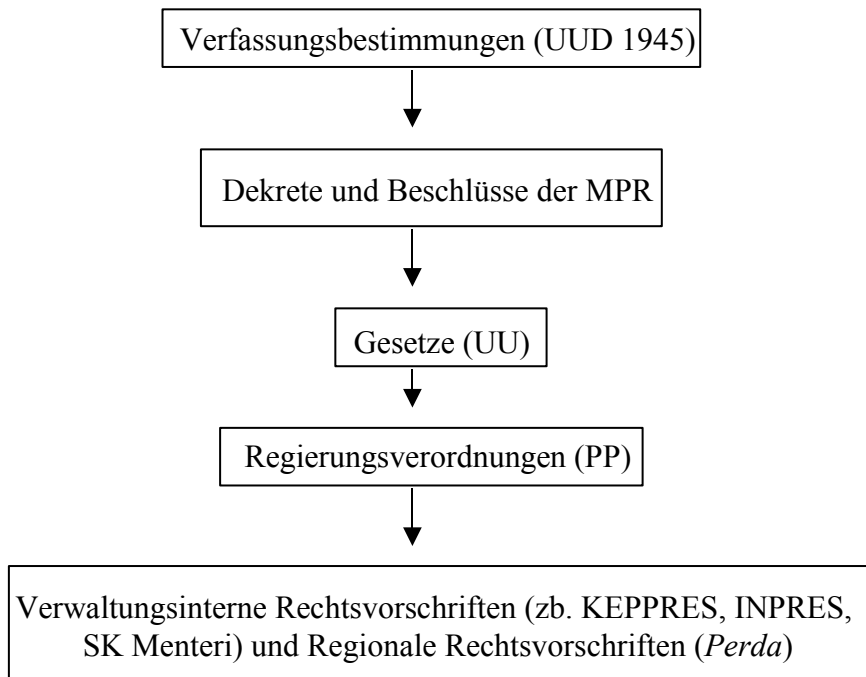 Verfassungsbestimmungen (UUD 1945)
Dekrete und Beschlüsse der MPR
Gesetze (UU)
Regierungsverordnungen (PP)
Verwaltungsinterne Rechtsvorschriften (zb. KEPPRES, INPRES,
SK Menteri) und Regionale Rechtsvorschriften (Perda)